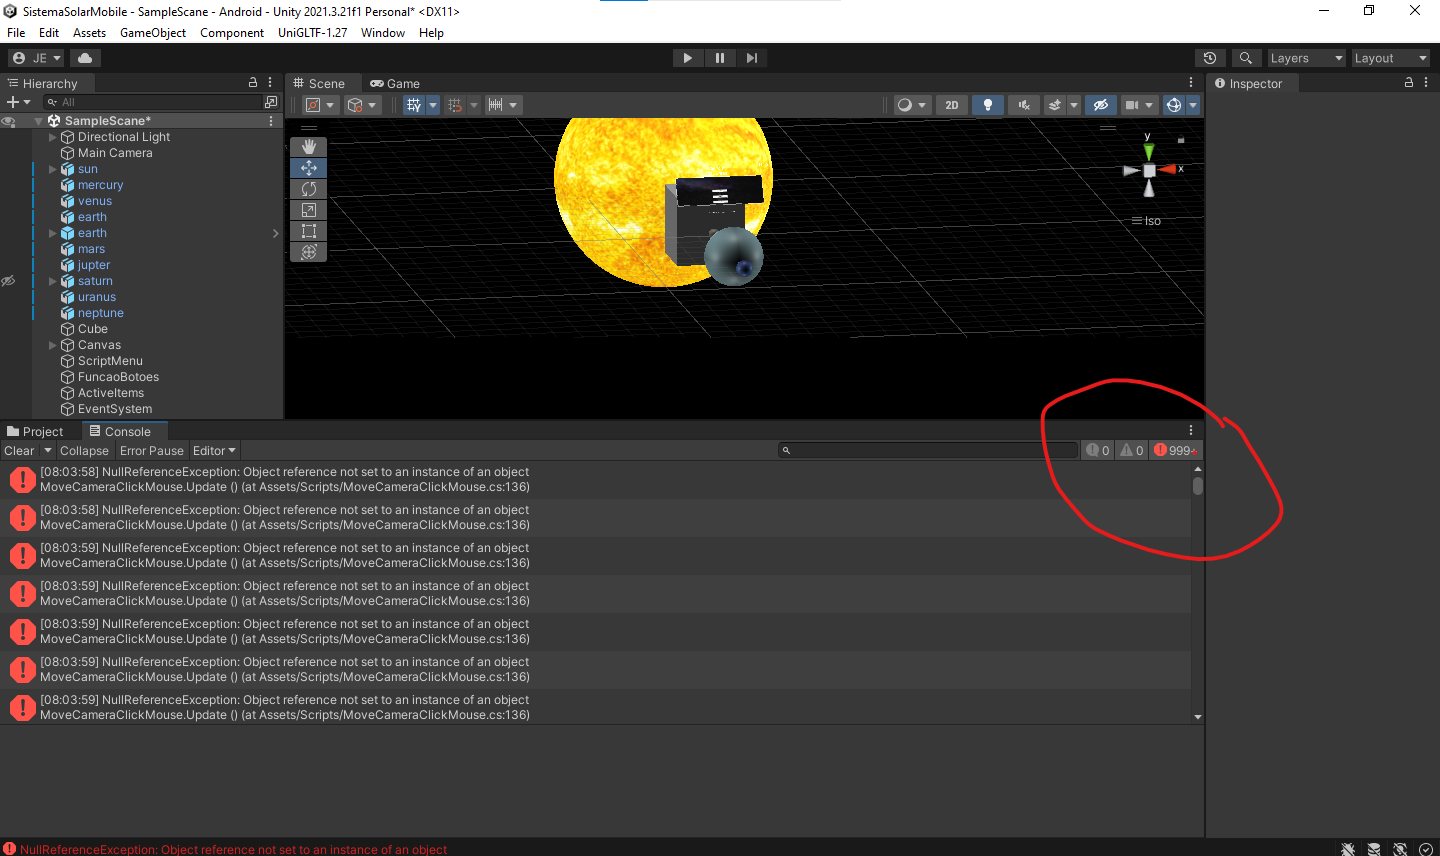 SistemaSolarMobile - SampleScane - Android - Unity 2021.3.21f1 Personal* <DX11>
File Edit Assets GameObject Component UniGLTF-1.27 Window Help
JE Layers Layout
Hierarchy
All
SampleScane*
Directional Light
Main Camera
sun
mercury
venus
earth
earth
mars
jupter
saturn
uranus
neptune
Cube
Canvas
ScriptMenu
FuncaoBotoes
ActiveItems
EventSystem
Scene Game
2D
y
x
Iso
Inspector
Project Console
Clear Collapse Error Pause Editor 0 0 999+
[08:03:58] NullReferenceException: Object reference not set to an instance of an object
MoveCameraClickMouse.Update () (at Assets/Scripts/MoveCameraClickMouse.cs:136)
[08:03:58] NullReferenceException: Object reference not set to an instance of an object
MoveCameraClickMouse.Update () (at Assets/Scripts/MoveCameraClickMouse.cs:136)
[08:03:59] NullReferenceException: Object reference not set to an instance of an object
MoveCameraClickMouse.Update () (at Assets/Scripts/MoveCameraClickMouse.cs:136)
[08:03:59] NullReferenceException: Object reference not set to an instance of an object
MoveCameraClickMouse.Update () (at Assets/Scripts/MoveCameraClickMouse.cs:136)
[08:03:59] NullReferenceException: Object reference not set to an instance of an object
MoveCameraClickMouse.Update () (at Assets/Scripts/MoveCameraClickMouse.cs:136)
[08:03:59] NullReferenceException: Object reference not set to an instance of an object
MoveCameraClickMouse.Update () (at Assets/Scripts/MoveCameraClickMouse.cs:136)
[08:03:59] NullReferenceException: Object reference not set to an instance of an object
MoveCameraClickMouse.Update () (at Assets/Scripts/MoveCameraClickMouse.cs:136)
NullReferenceException: Object reference not set to an instance of an object